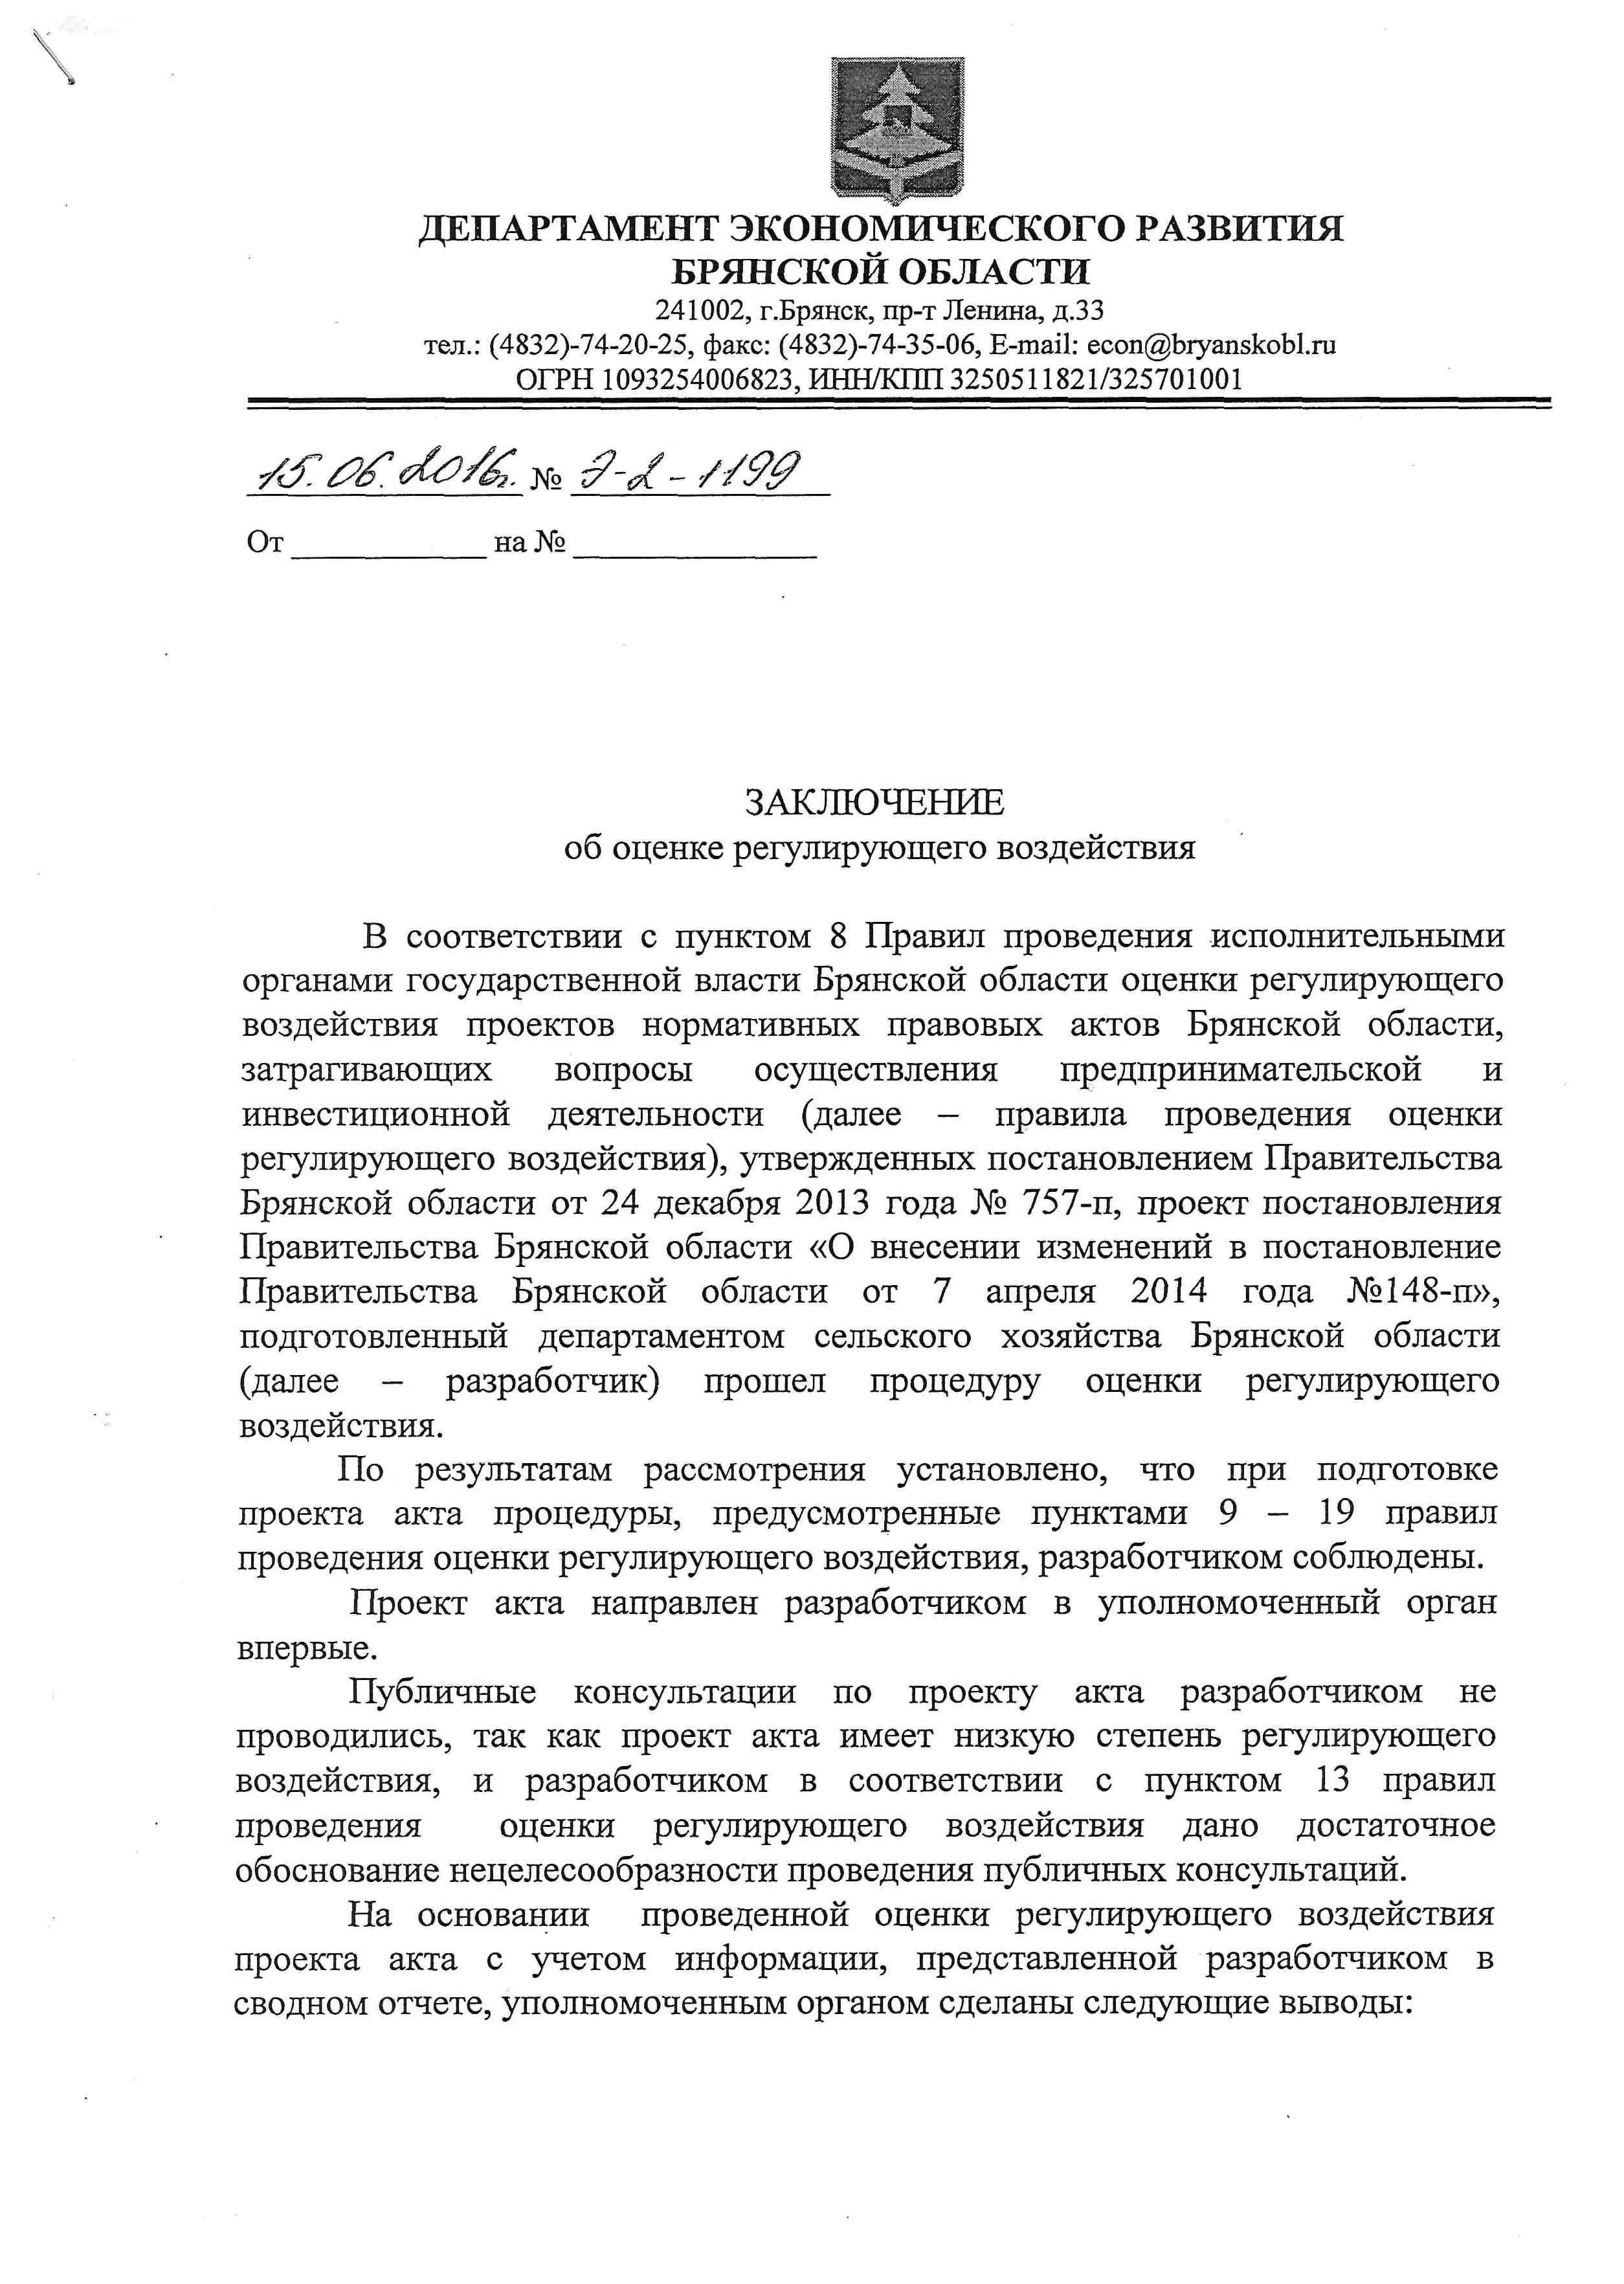 ДЕПАРТАМЕНТ ЭКОНОМИЧЕСКОГО РАЗВИТИЯ
БРЯНСКОЙ ОБЛАСТИ
241002, г.Брянск, пр-т Ленина, д.33
тел.: (4832)-74-20-25, факс: (4832)-74-35-06, E-mail: econ@bryanskobl.ru
ОГРН 1093254006823, ИНН/КПП 3250511821/325701001
15.06.2016г. № Э-2-1199
От ____________ на № _______________
ЗАКЛЮЧЕНИЕ
об оценке регулирующего воздействия
В соответствии с пунктом 8 Правил проведения исполнительными
органами государственной власти Брянской области оценки регулирующего
воздействия проектов нормативных правовых актов Брянской области,
затрагивающих вопросы осуществления предпринимательской и
инвестиционной деятельности (далее – правила проведения оценки
регулирующего воздействия), утвержденных постановлением Правительства
Брянской области от 24 декабря 2013 года № 757-п, проект постановления
Правительства Брянской области «О внесении изменений в постановление
Правительства Брянской области от 7 апреля 2014 года №148-п»,
подготовленный департаментом сельского хозяйства Брянской области
(далее – разработчик) прошел процедуру оценки регулирующего
воздействия.
По результатам рассмотрения установлено, что при подготовке
проекта акта процедуры, предусмотренные пунктами 9 – 19 правил
проведения оценки регулирующего воздействия, разработчиком соблюдены.
Проект акта направлен разработчиком в уполномоченный орган
впервые.
Публичные консультации по проекту акта разработчиком не
проводились, так как проект акта имеет низкую степень регулирующего
воздействия, и разработчиком в соответствии с пунктом 13 правил
проведения оценки регулирующего воздействия дано достаточное
обоснование нецелесообразности проведения публичных консультаций.
На основании проведенной оценки регулирующего воздействия
проекта акта с учетом информации, представленной разработчиком в
сводном отчете, уполномоченным органом сделаны следующие выводы: